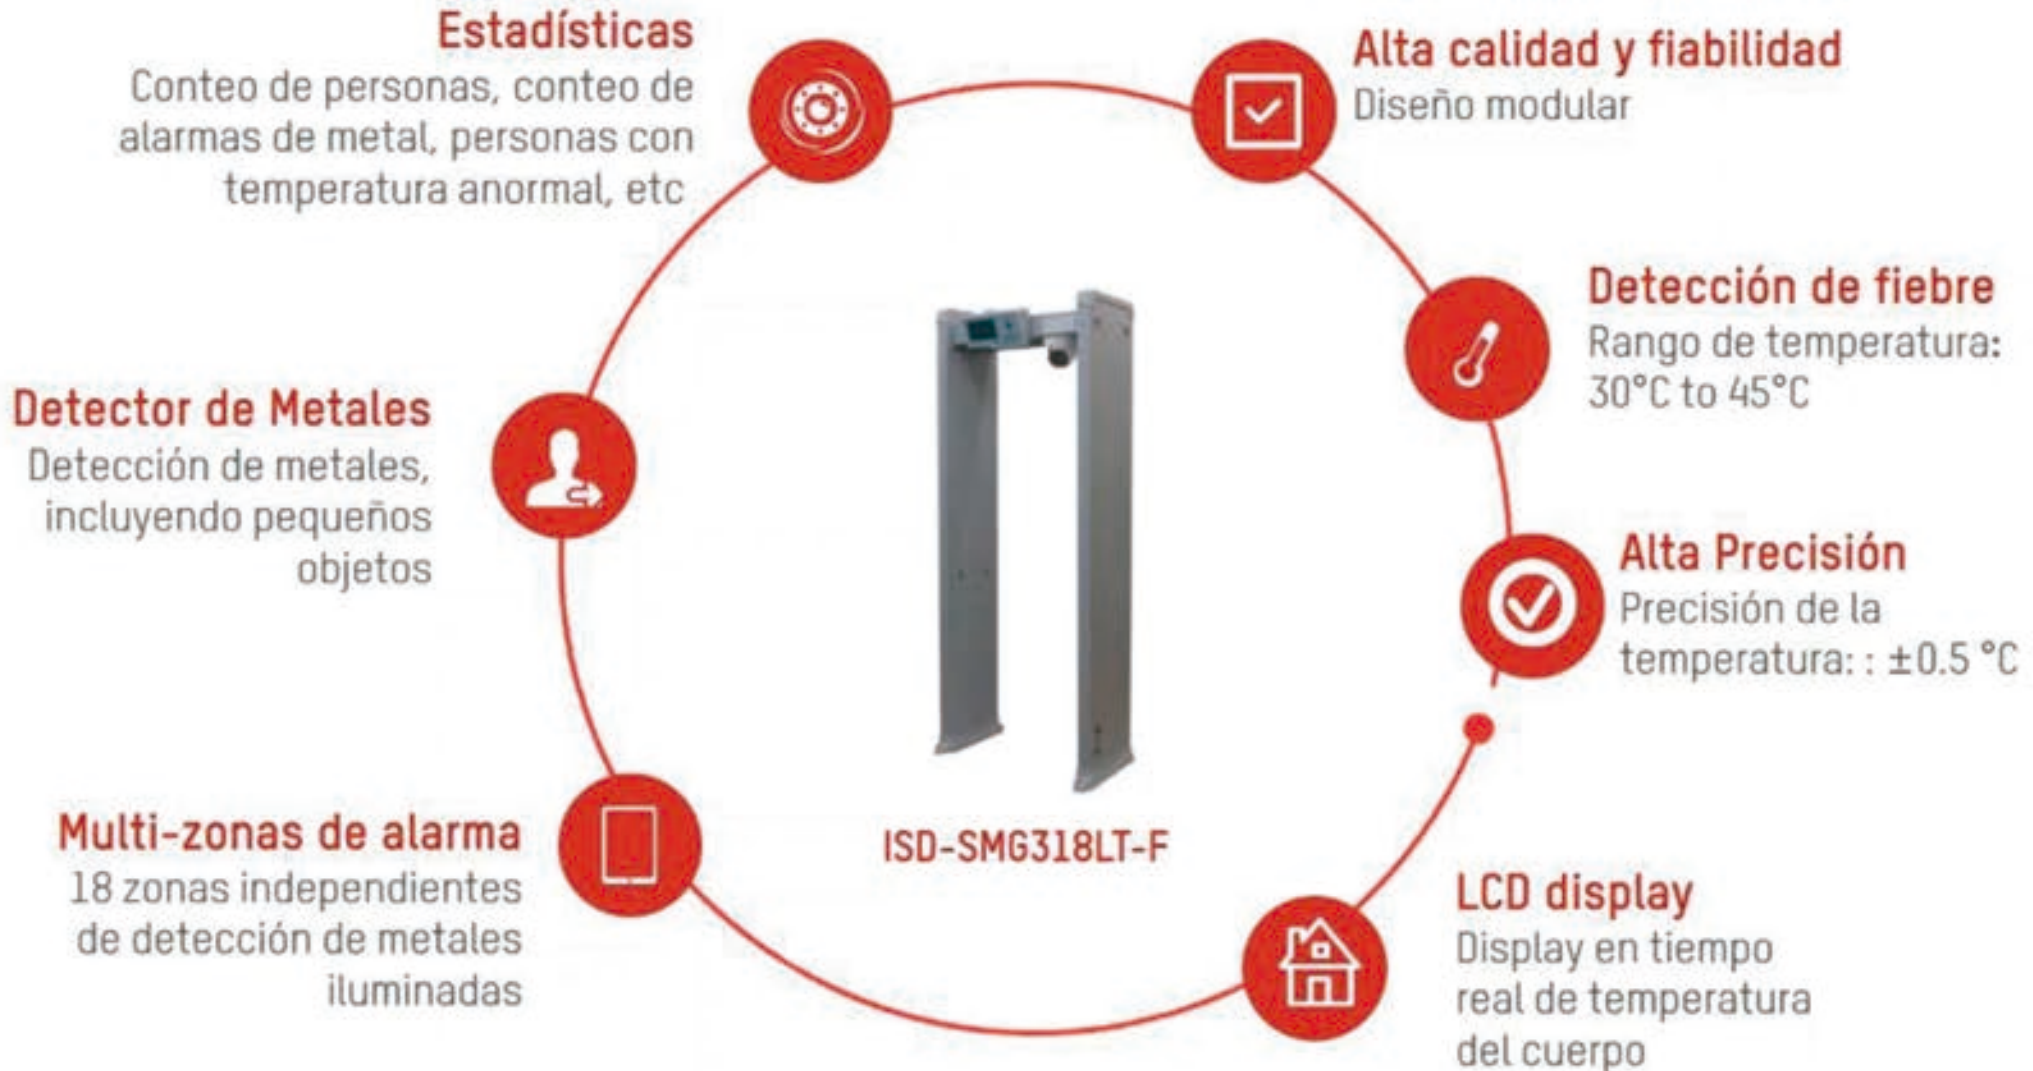 Estadísticas
Conteo de personas, conteo de
alarmas de metal, personas con
temperatura anormal, etc
Alta calidad y fiabilidad
Diseño modular
Detección de fiebre
Rango de temperatura:
30°C to 45°C
Detector de Metales
Detección de metales,
incluyendo pequeños
objetos
Alta Precisión
Precisión de la
temperatura: : ±0.5 °C
Multi-zonas de alarma
18 zonas independientes
de detección de metales
iluminadas
ISD-SMG318LT-F
LCD display
Display en tiempo
real de temperatura
del cuerpo